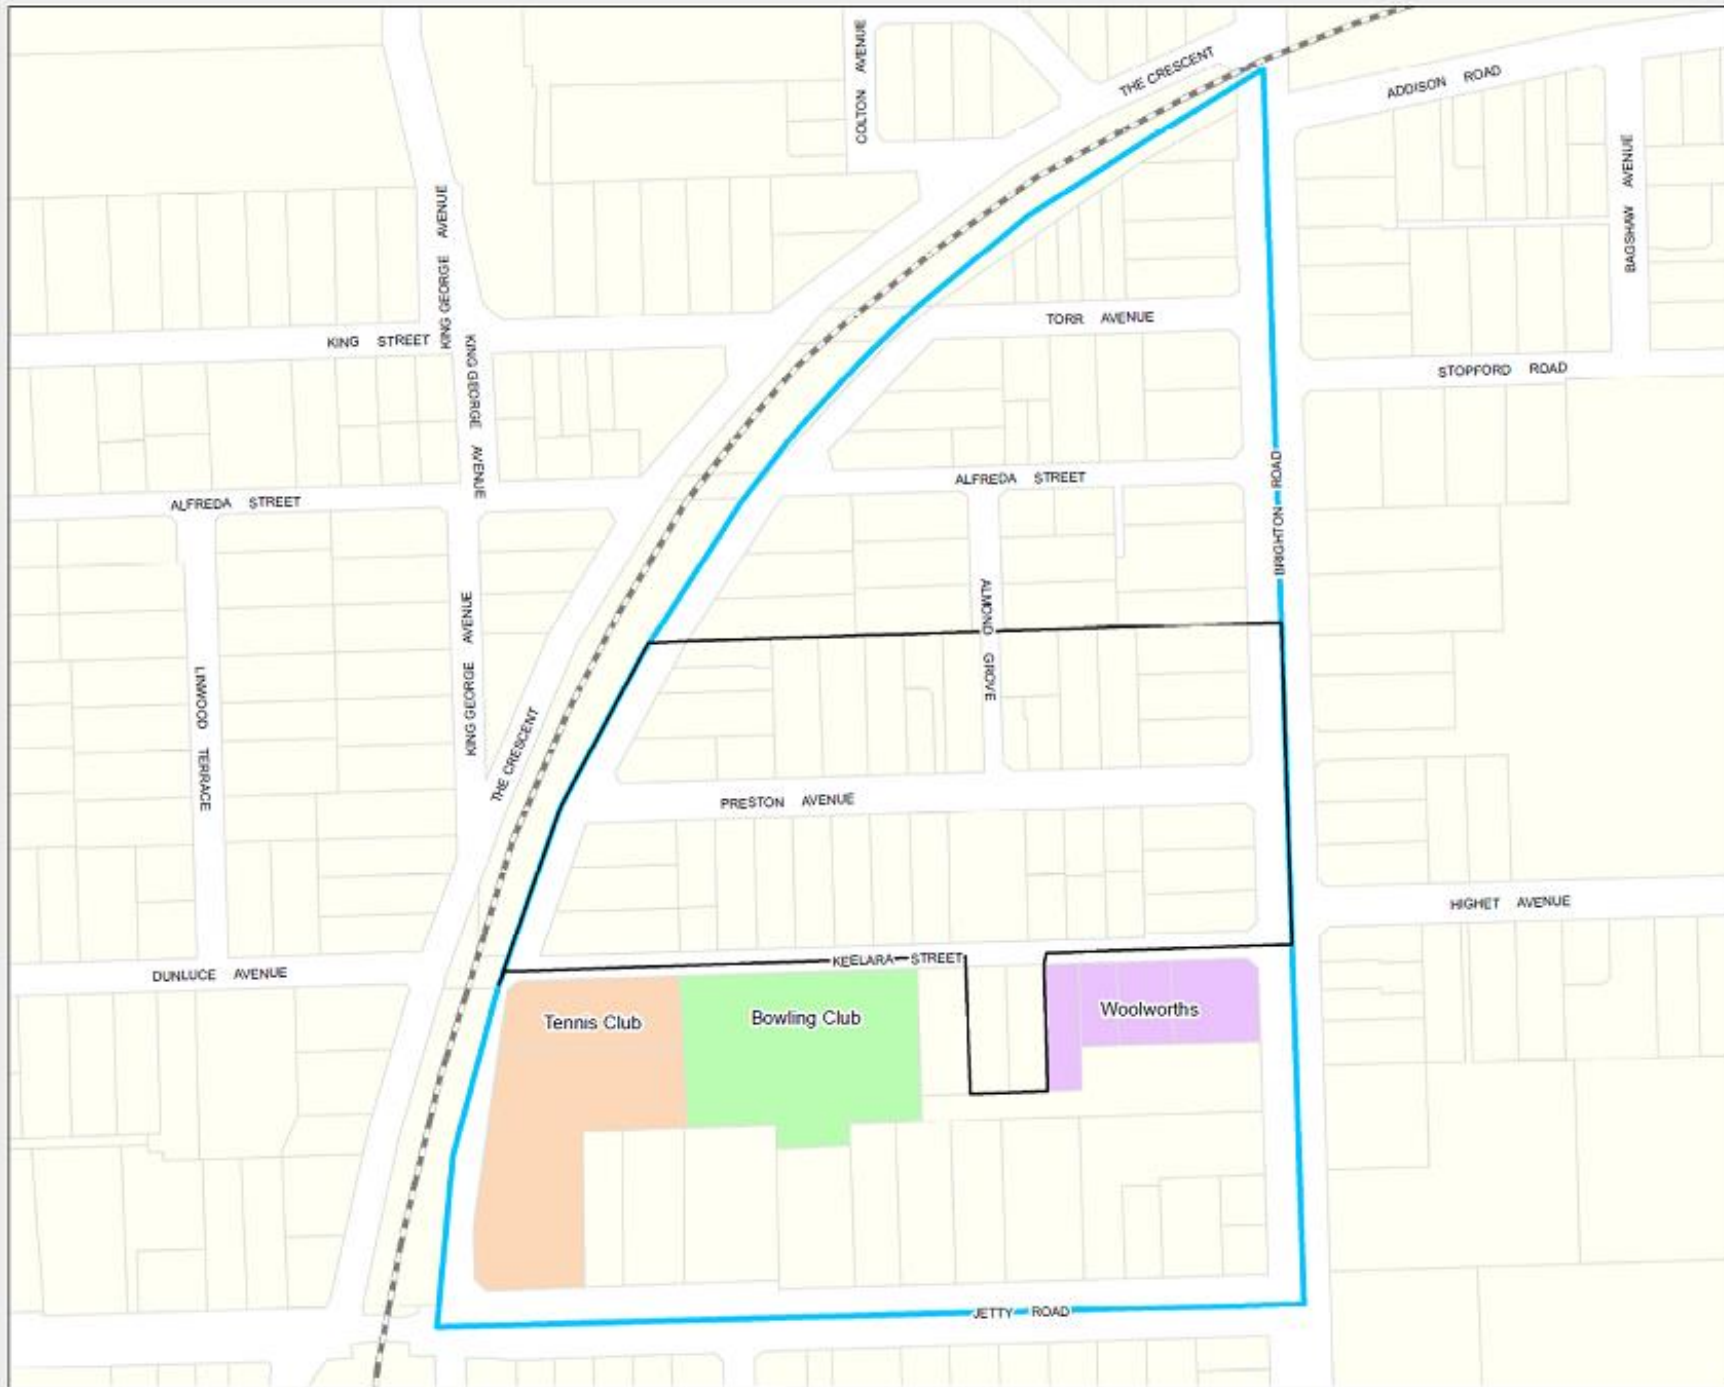 COLTON AVENUE
THE CRESCENT
ADDISON ROAD
BAGSHAW AVENUE
KING GEORGE AVENUE
TORR AVENUE
KING STREET
KING GEORGE AVENUE
STOPFORD ROAD
ALFREDA STREET
ALFREDA STREET
BRIGHTON ROAD
ALMOND GROVE
KING GEORGE AVENUE
LINWOOD TERRACE
THE CRESCENT
PRESTON AVENUE
HIGHET AVENUE
KEELARA STREET
DUNLUCE AVENUE
Tennis Club
Bowling Club
Woolworths
JETTY ROAD